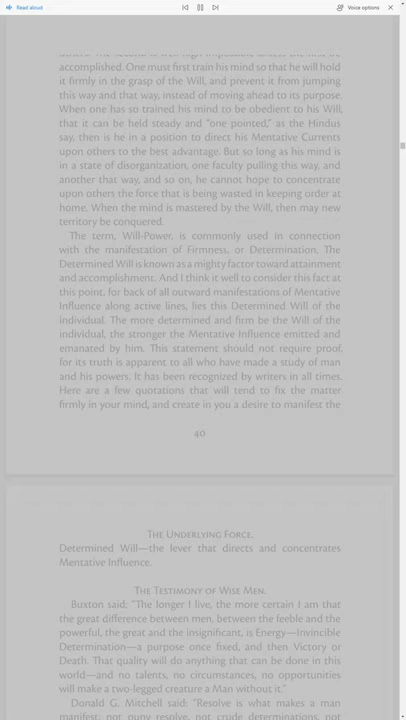 Read aloud
Voice options
accomplished. One must first train his mind so that he will hold
it firmly in the grasp of the Will, and prevent it from jumping
this way and that way, instead of moving ahead to its purpose.
When one has so trained his mind to be obedient to his Will,
that it can be held steady and "one pointed," as the Hindus
say, then is he in a position to direct his Mentative Currents
upon others to the best advantage. But so long as his mind is
in a state of disorganization, one faculty pulling this way, and
another that way, and so on, he cannot hope to concentrate
upon others the force that is being wasted in keeping order at
home. When the mind is mastered by the Will, then may new
territory be conquered.
The term, Will-Power, is commonly used in connection
with the manifestation of Firmness, or Determination. The
Determined Will is known as a mighty factor toward attainment
and accomplishment. And I think it well to consider this fact at
this point, for back of all outward manifestations of Mentative
Influence along active lines, lies this Determined Will of the
individual. The more determined and firm be the Will of the
individual, the stronger the Mentative Influence emitted and
emanated by him. This statement should not require proof,
for its truth is apparent to all who have made a study of man
and his powers. It has been recognized by writers in all times.
Here are a few quotations that will tend to fix the matter
firmly in your mind, and create in you a desire to manifest the
40
The Underlying Force.
Determined Will—the lever that directs and concentrates
Mentative Influence.
The Testimony of Wise Men.
Buxton said: "The longer I live, the more certain I am that
the great difference between men, between the feeble and the
powerful, the great and the insignificant, is Energy—Invincible
Determination—a purpose once fixed, and then Victory or
Death. That quality will do anything that can be done in this
world—and no talents, no circumstances, no opportunities
will make a two-legged creature a Man without it."
Donald G. Mitchell said: "Resolve is what makes a man
manifest; not puny resolve, not crude determinations, not